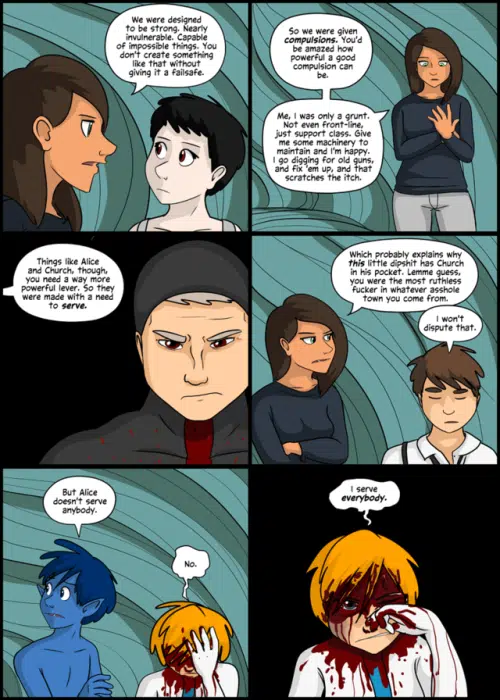 We were designed
to be strong. Nearly
invulnerable. Capable
of impossible things. You
don't create something
like that without
giving it a failsafe.
So we were given
compulsions. You'd
be amazed how
powerful a good
compulsion can
be.
Me, I was only a grunt.
Not even front-line,
just support class. Give
me some machinery to
maintain and I'm happy.
I go digging for old guns,
and fix 'em up, and that
scratches the itch.
Things like Alice
and Church, though,
you need a way more
powerful lever. So they
were made with a need
to serve.
Which probably explains why
this little dipshit has Church
in his pocket. Lemme guess,
you were the most ruthless
fucker in whatever asshole
town you come from.
I won't
dispute that.
But Alice
doesn't serve
anybody.
No.
I serve
everybody.